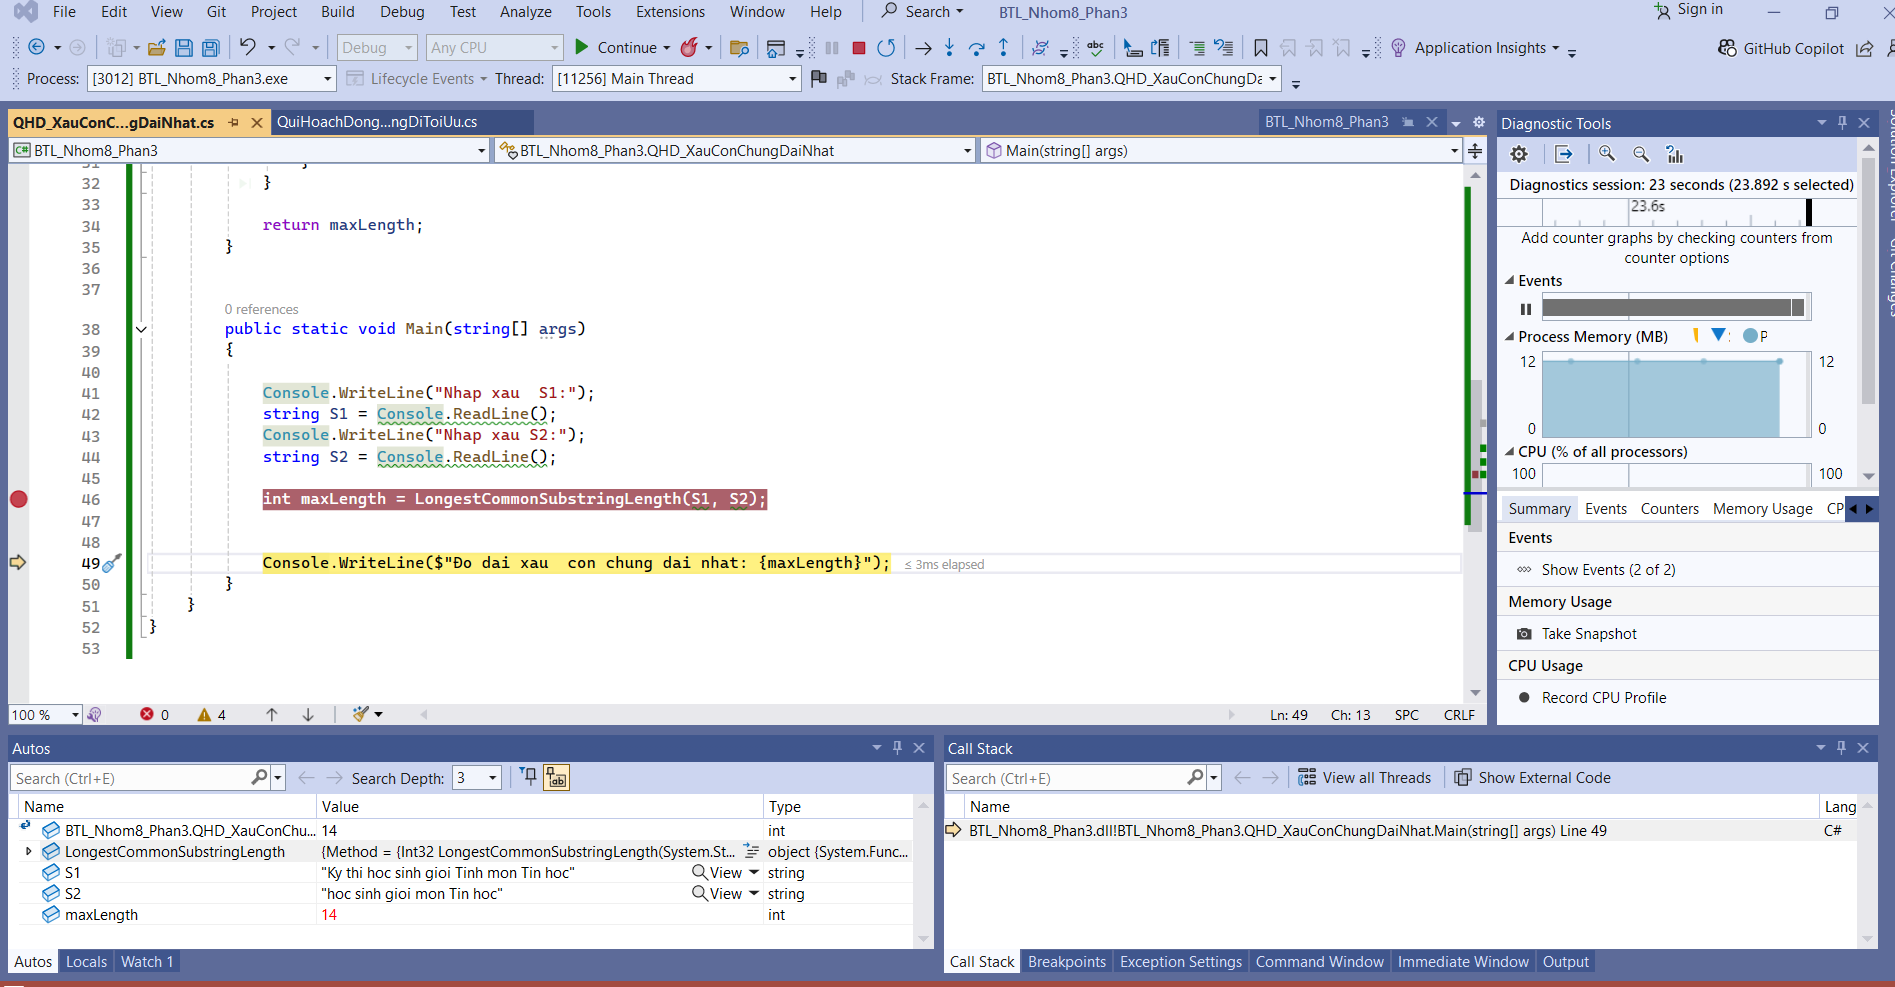 File Edit View Git Project Build Debug Test Analyze Tools Extensions Window Help Search BTL_Nhom8_Phan3 Sign in
Debug Any CPU Continue Application Insights GitHub Copilot
Process: [3012] BTL_Nhom8_Phan3.exe Lifecycle Events Thread: [11256] Main Thread Stack Frame: BTL_Nhom8_Phan3.QHD_XauConChungDa
QHD_XauConC...gDaiNhat.cs QuiHoachDong...ngDiToiUu.cs BTL_Nhom8_Phan3
BTL_Nhom8_Phan3 BTL_Nhom8_Phan3.QHD_XauConChungDaiNhat Main(string[] args)
31 }
32 }
33
34 return maxLength;
35 }
36
37
0 references
38 public static void Main(string[] args)
39 {
40
41 Console.WriteLine("Nhap xau  S1:");
42 string S1 = Console.ReadLine();
43 Console.WriteLine("Nhap xau S2:");
44 string S2 = Console.ReadLine();
45
46 int maxLength = LongestCommonSubstringLength(S1, S2);
47
48
49 Console.WriteLine($"Đo dai xau  con chung dai nhat: {maxLength}"); ≤ 3ms elapsed
50 }
51 }
52 }
53
100 % 0 4 Ln: 49 Ch: 13 SPC CRLF
Diagnostic Tools
Diagnostics session: 23 seconds (23.892 s selected)
23.6s
Add counter graphs by checking counters from
counter options
Events
Process Memory (MB) P
12 12
0 0
CPU (% of all processors)
100 100
Summary Events Counters Memory Usage CP
Events
Show Events (2 of 2)
Memory Usage
Take Snapshot
CPU Usage
Record CPU Profile
Solution Explorer
Git Changes
Autos
Search (Ctrl+E) Search Depth: 3
Name Value Type
BTL_Nhom8_Phan3.QHD_XauConChu... 14 int
LongestCommonSubstringLength {Method = {Int32 LongestCommonSubstringLength(System.St... object {System.Func...
S1 "Ky thi hoc sinh gioi Tinh mon Tin hoc" View string
S2 "hoc sinh gioi mon Tin hoc" View string
maxLength 14 int
Autos Locals Watch 1
Call Stack
Search (Ctrl+E) View all Threads Show External Code
Name Lang
BTL_Nhom8_Phan3.dll!BTL_Nhom8_Phan3.QHD_XauConChungDaiNhat.Main(string[] args) Line 49 C#
Call Stack Breakpoints Exception Settings Command Window Immediate Window Output